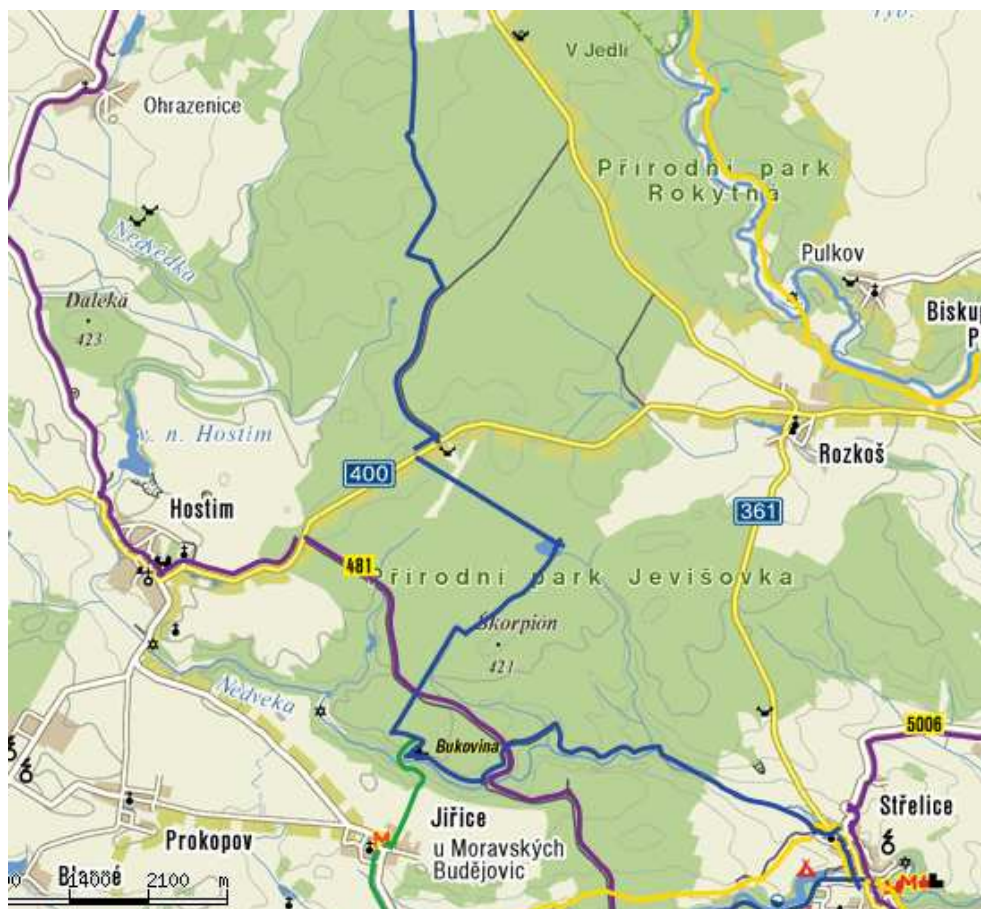 V Jedlí
Ohrazenice
Přírodní park
Rokytná
Nedvědka
Pulkov
Daleká
423
v. n. Hostim
Rozkoš
400
Hostim
361
481
Přírodní park Jevišovka
Škorpion
421
Nedveka
5006
Bukovina
Střelice
Jiřice
u Moravských
Budějovic
Prokopov
2100 m